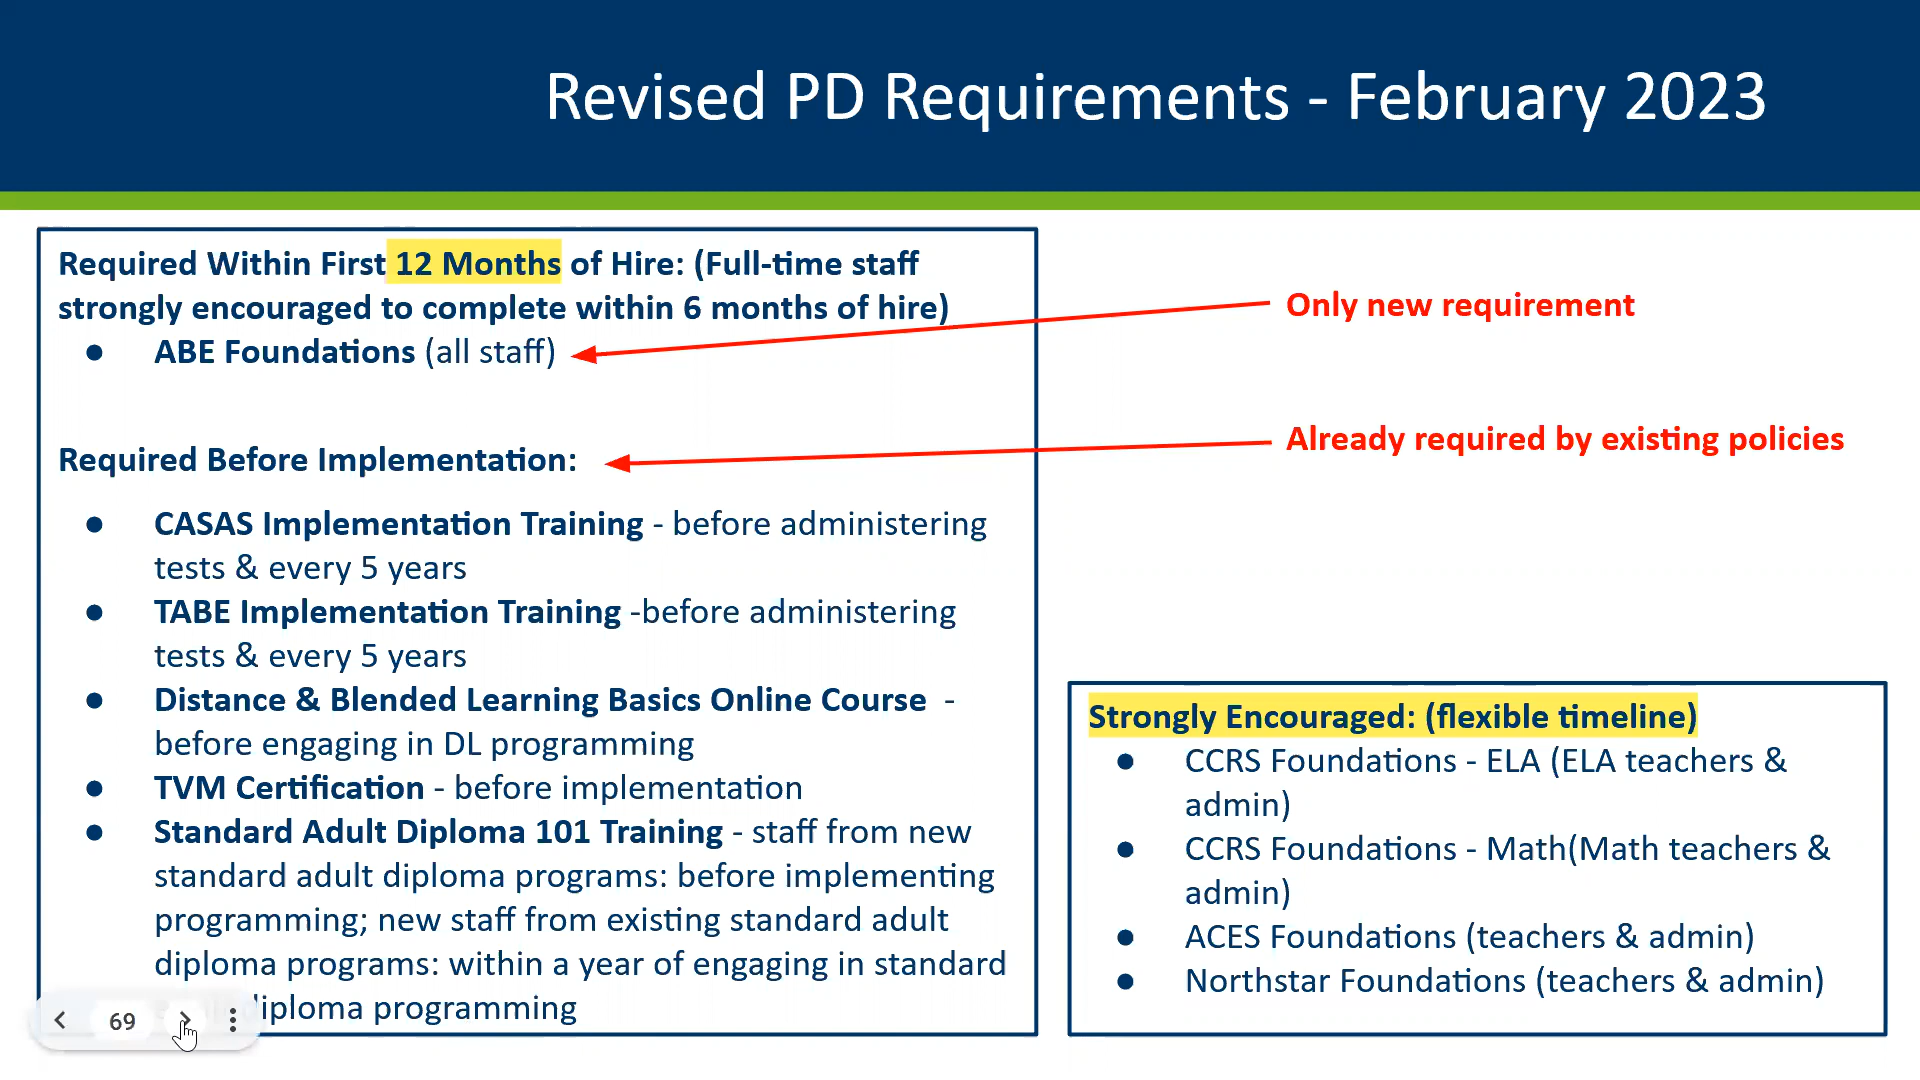 Revised PD Requirements - February 2023
Required Within First 12 Months of Hire: (Full-time staff
strongly encouraged to complete within 6 months of hire)
● ABE Foundations (all staff)
Required Before Implementation:
● CASAS Implementation Training - before administering
tests & every 5 years
● TABE Implementation Training -before administering
tests & every 5 years
● Distance & Blended Learning Basics Online Course -
before engaging in DL programming
● TVM Certification - before implementation
● Standard Adult Diploma 101 Training - staff from new
standard adult diploma programs: before implementing
programming; new staff from existing standard adult
diploma programs: within a year of engaging in standard
diploma programming
Only new requirement
Already required by existing policies
Strongly Encouraged: (flexible timeline)
● CCRS Foundations - ELA (ELA teachers &
admin)
● CCRS Foundations - Math(Math teachers &
admin)
● ACES Foundations (teachers & admin)
● Northstar Foundations (teachers & admin)
69